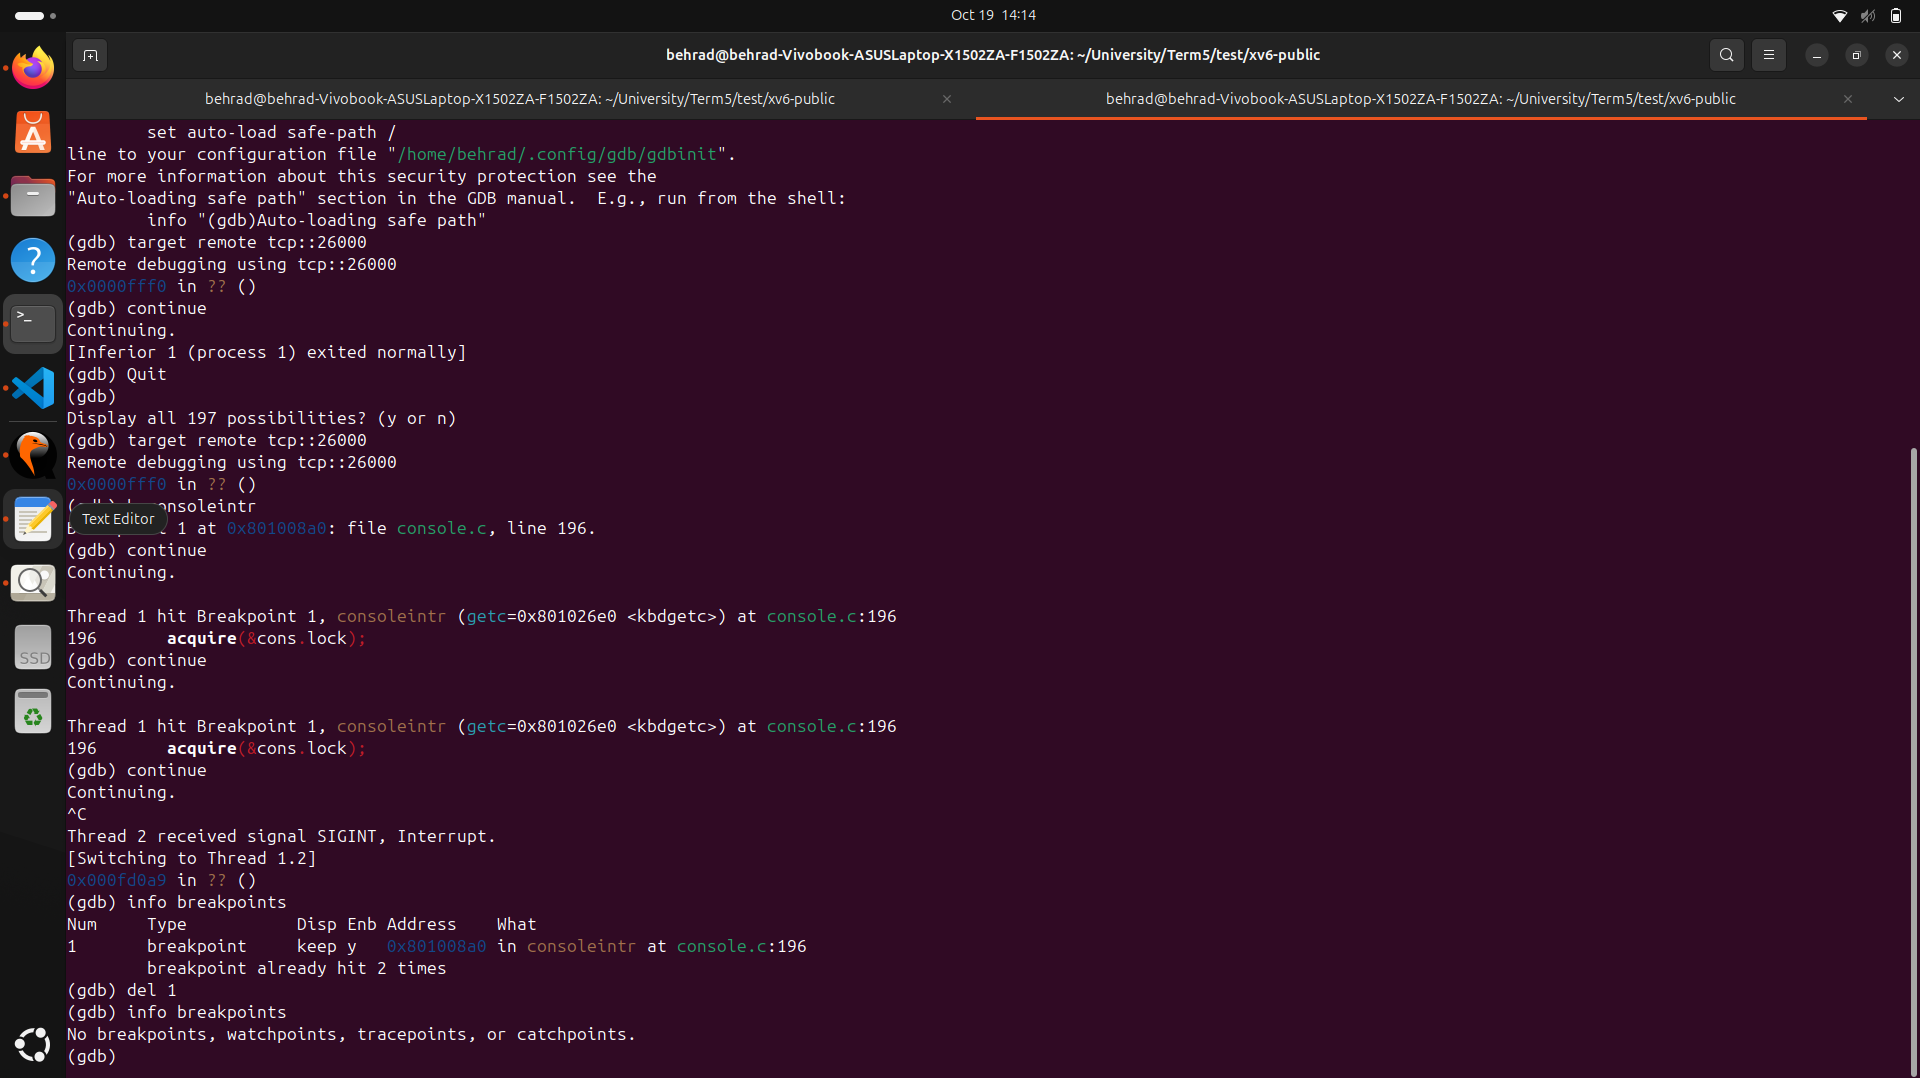 Oct 19 14:14
behrad@behrad-Vivobook-ASUSLaptop-X1502ZA-F1502ZA: ~/University/Term5/test/xv6-public
behrad@behrad-Vivobook-ASUSLaptop-X1502ZA-F1502ZA: ~/University/Term5/test/xv6-public
behrad@behrad-Vivobook-ASUSLaptop-X1502ZA-F1502ZA: ~/University/Term5/test/xv6-public
        set auto-load safe-path /
line to your configuration file "/home/behrad/.config/gdb/gdbinit".
For more information about this security protection see the
"Auto-loading safe path" section in the GDB manual.  E.g., run from the shell:
        info "(gdb)Auto-loading safe path"
(gdb) target remote tcp::26000
Remote debugging using tcp::26000
0x0000fff0 in ?? ()
(gdb) continue
Continuing.
[Inferior 1 (process 1) exited normally]
(gdb) Quit
(gdb)
Display all 197 possibilities? (y or n)
(gdb) target remote tcp::26000
Remote debugging using tcp::26000
0x0000fff0 in ?? ()
onsoleintr
Text Editor
1 at 0x801008a0: file console.c, line 196.
(gdb) continue
Continuing.
Thread 1 hit Breakpoint 1, consoleintr (getc=0x801026e0 <kbdgetc>) at console.c:196
196       acquire(&cons.lock);
(gdb) continue
Continuing.
Thread 1 hit Breakpoint 1, consoleintr (getc=0x801026e0 <kbdgetc>) at console.c:196
196       acquire(&cons.lock);
(gdb) continue
Continuing.
^C
Thread 2 received signal SIGINT, Interrupt.
[Switching to Thread 1.2]
0x000fd0a9 in ?? ()
(gdb) info breakpoints
Num     Type           Disp Enb Address    What
1       breakpoint     keep y   0x801008a0 in consoleintr at console.c:196
        breakpoint already hit 2 times
(gdb) del 1
(gdb) info breakpoints
No breakpoints, watchpoints, tracepoints, or catchpoints.
(gdb)
SSD